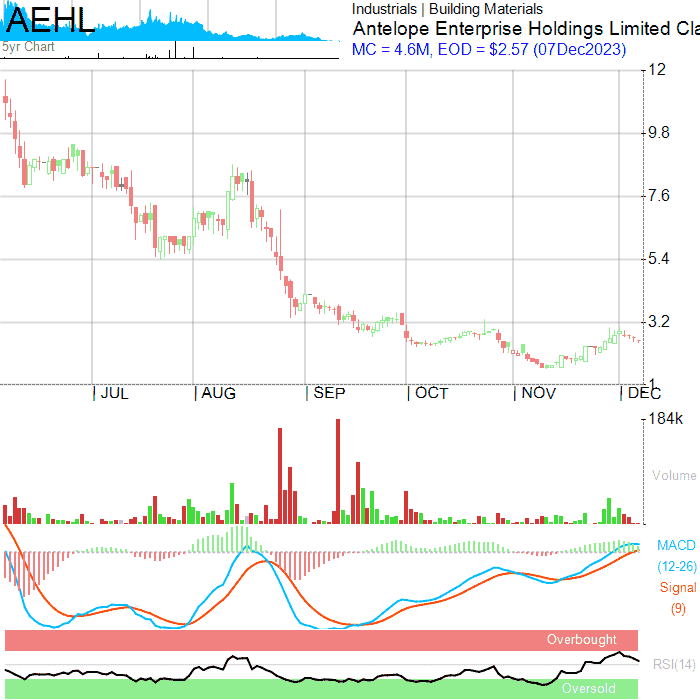 AEHL
Industrials | Building Materials
Antelope Enterprise Holdings Limited Cla
5yr Chart
MC = 4.6M, EOD = $2.57 (07Dec2023)
12
9.8
7.6
5.4
3.2
1
JUL AUG SEP OCT NOV DEC
184k
Volume
MACD
(12-26)
Signal
(9)
Overbought
RSI(14)
Oversold